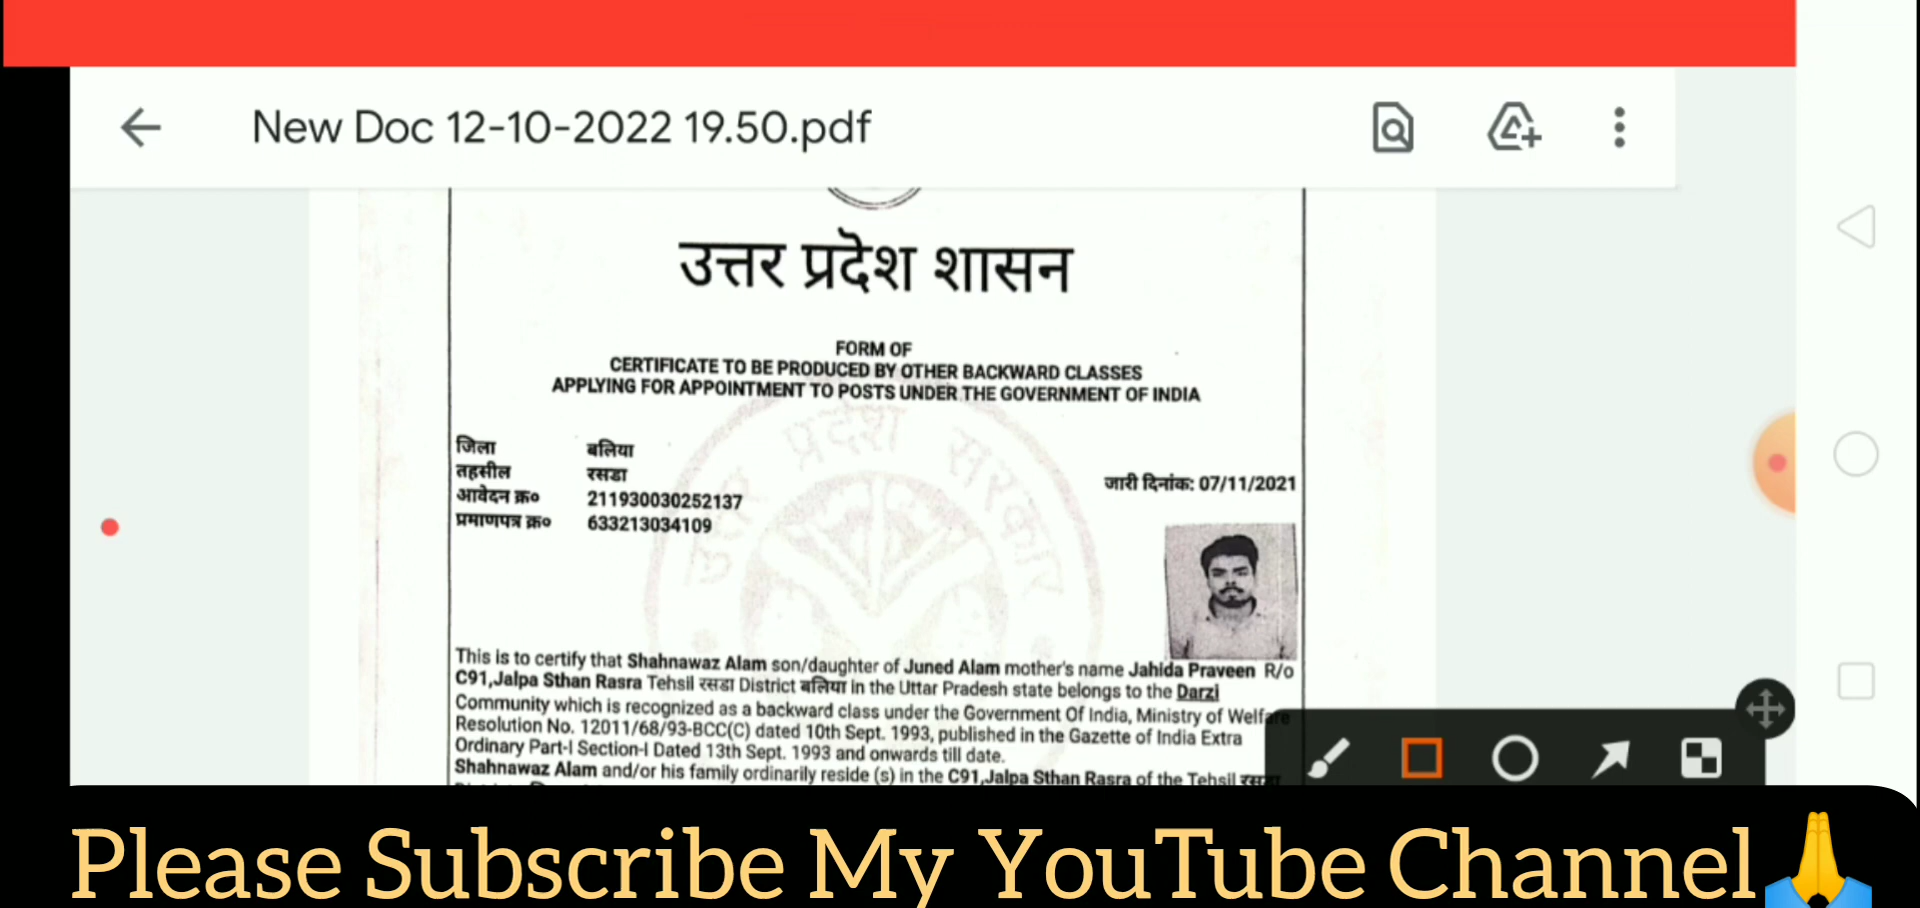 New Doc 12-10-2022 19.50.pdf
उत्तर प्रदेश शासन
FORM OF
CERTIFICATE TO BE PRODUCED BY OTHER BACKWARD CLASSES
APPLYING FOR APPOINTMENT TO POSTS UNDER THE GOVERNMENT OF INDIA
उत्तर प्रदेश सरकार
जिला बलिया
तहसील रसडा
जारी दिनांक: 07/11/2021
आवेदन क्र० 211930030252137
प्रमाणपत्र क्र० 633213034109
This is to certify that Shahnawaz Alam son/daughter of Juned Alam mother's name Jahida Praveen R/o
C91,Jalpa Sthan Rasra Tehsil रसडा District बलिया in the Uttar Pradesh state belongs to the Darzi
Community which is recognized as a backward class under the Government Of India, Ministry of Welfare
Resolution No. 12011/68/93-BCC(C) dated 10th Sept. 1993, published in the Gazette of India Extra
Ordinary Part-I Section-I Dated 13th Sept. 1993 and onwards till date.
Shahnawaz Alam and/or his family ordinarily reside (s) in the C91,Jalpa Sthan Rasra of the Tehsil रसडा
Please Subscribe My YouTube Channel🙏